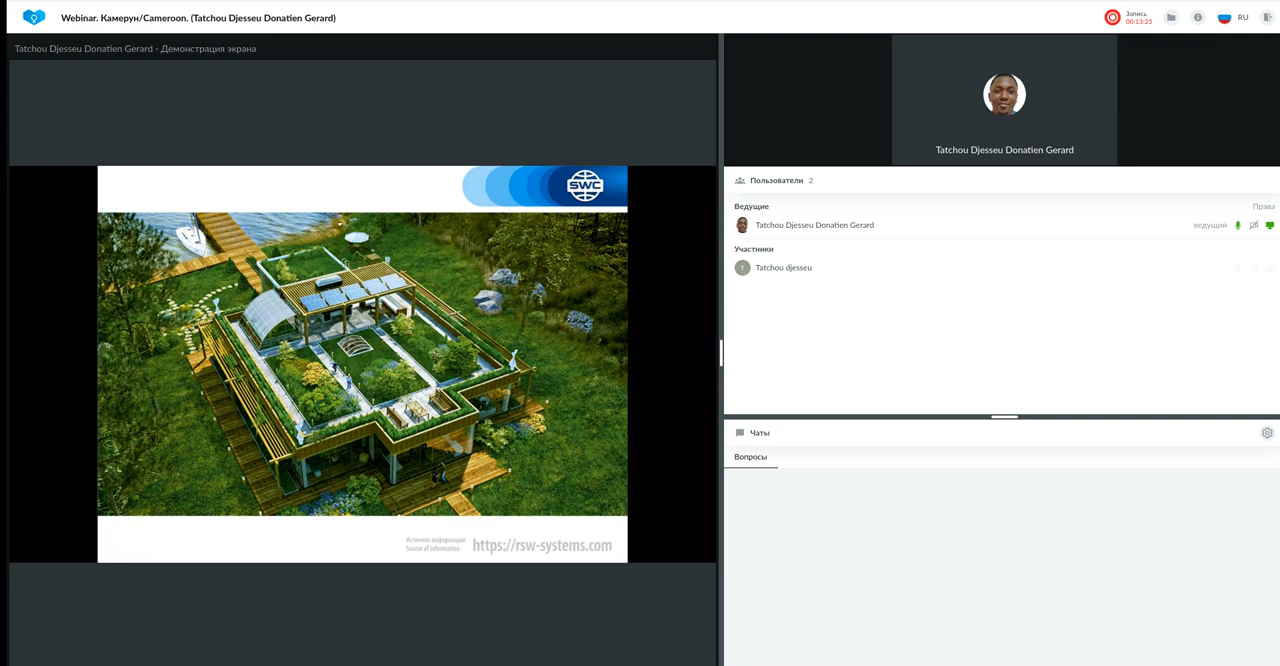 Webinar. Камерун/Cameroon. (Tatchou Djesseu Donatien Gerard)
Запись
00:13:25
RU
Tatchou Djesseu Donatien Gerard - Демонстрация экрана
SWC
Источник информации
Source of information
https://rsw-systems.com
Tatchou Djesseu Donatien Gerard
Пользователи 2
Ведущие Права
Tatchou Djesseu Donatien Gerard ведущий
Участники
T Tatchou djesseu
Чаты
Вопросы